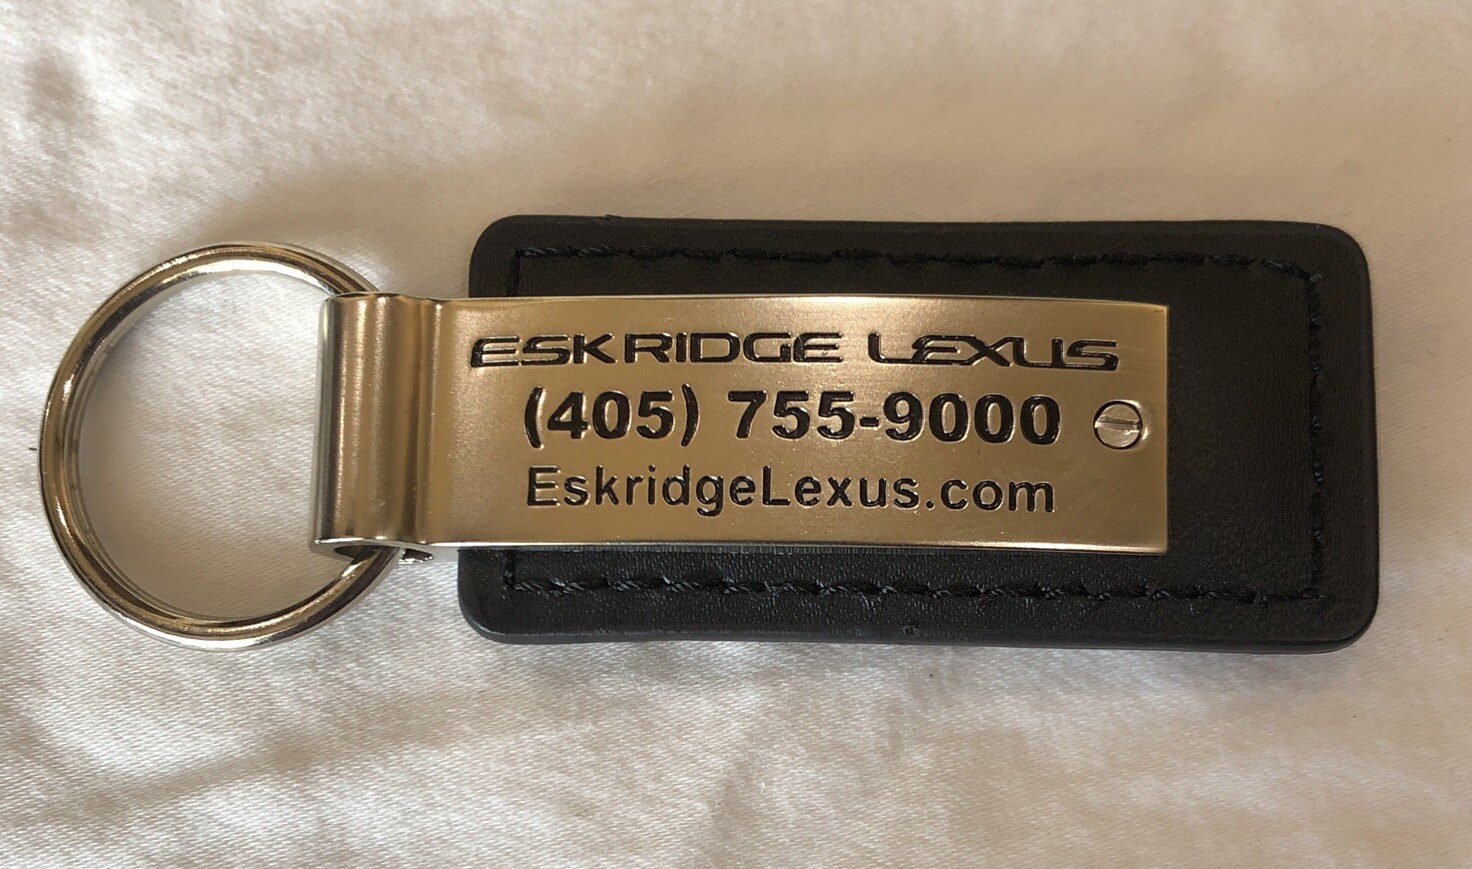 ESKRIDGE LEXUS
(405) 755-9000
EskridgeLexus.com